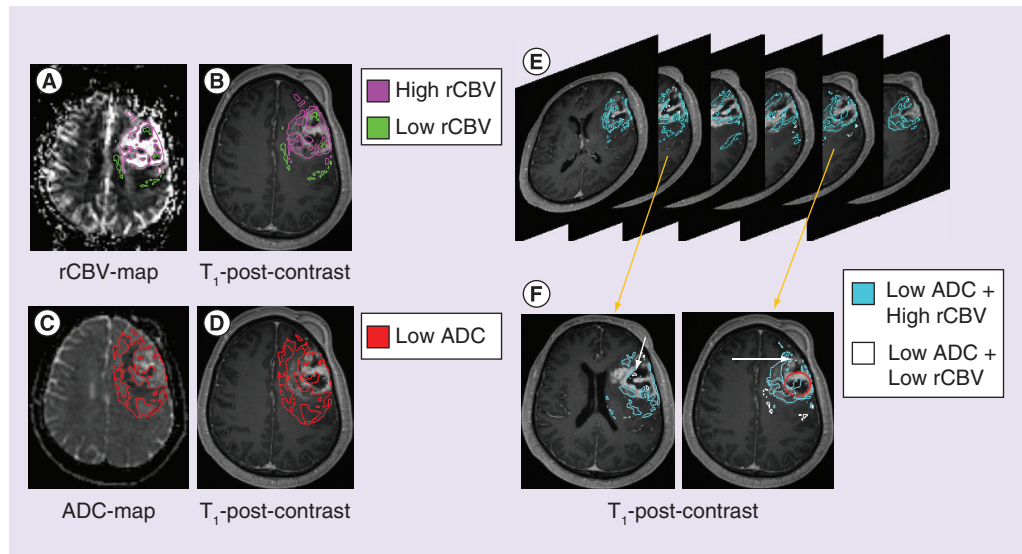 A
B
High rCBV
Low rCBV
rCBV-map
T1-post-contrast
C
D
Low ADC
ADC-map
T1-post-contrast
E
F
Low ADC +
High rCBV
Low ADC +
Low rCBV
T1-post-contrast